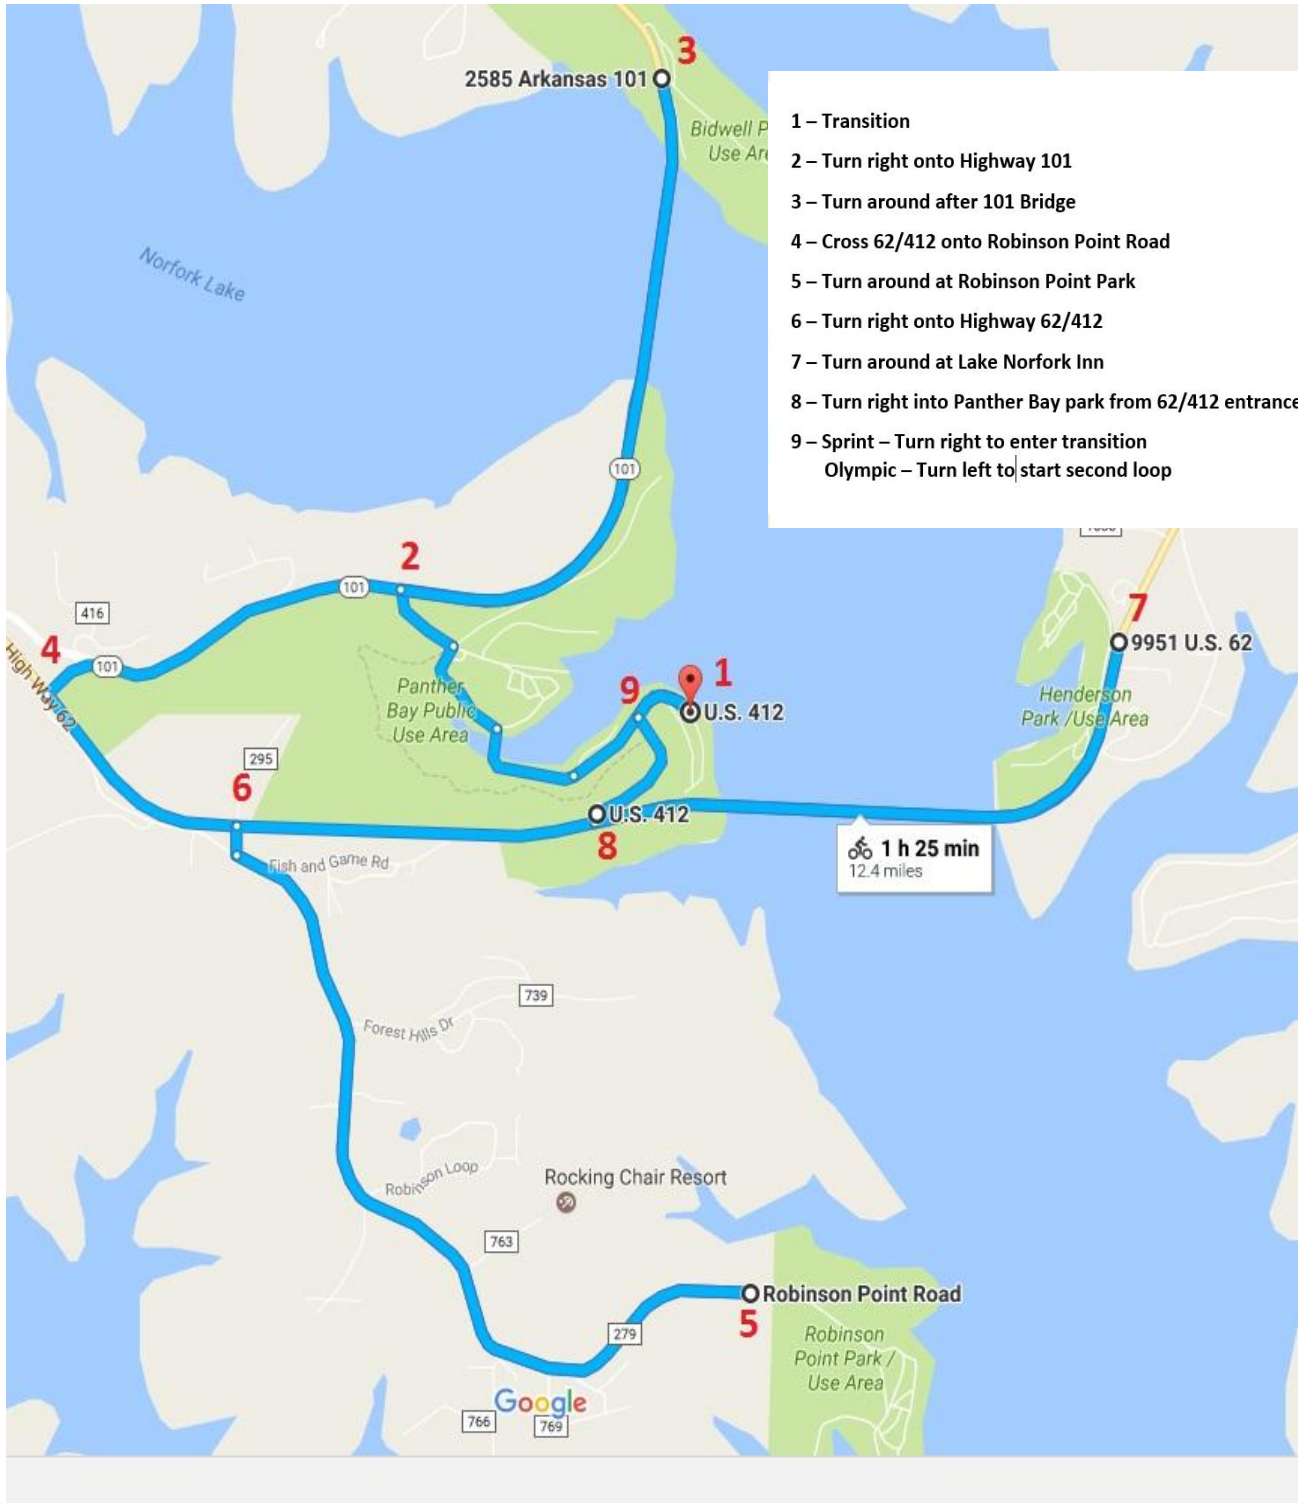 3
2585 Arkansas 101
Bidwell P
Use Are
1 – Transition
2 – Turn right onto Highway 101
3 – Turn around after 101 Bridge
4 – Cross 62/412 onto Robinson Point Road
5 – Turn around at Robinson Point Park
6 – Turn right onto Highway 62/412
7 – Turn around at Lake Norfork Inn
8 – Turn right into Panther Bay park from 62/412 entrance
9 – Sprint – Turn right to enter transition
Olympic – Turn left to start second loop
Norfork Lake
101
2
101
416
4
101
High Way 62
7
9951 U.S. 62
Henderson
Park /Use Area
Panther
Bay Public
Use Area
9
1
U.S. 412
295
6
U.S. 412
8
1 h 25 min
12.4 miles
Fish and Game Rd
739
Forest Hills Dr
Robinson Loop
Rocking Chair Resort
763
Robinson Point Road
5
279
Robinson
Point Park /
Use Area
Google
766
769